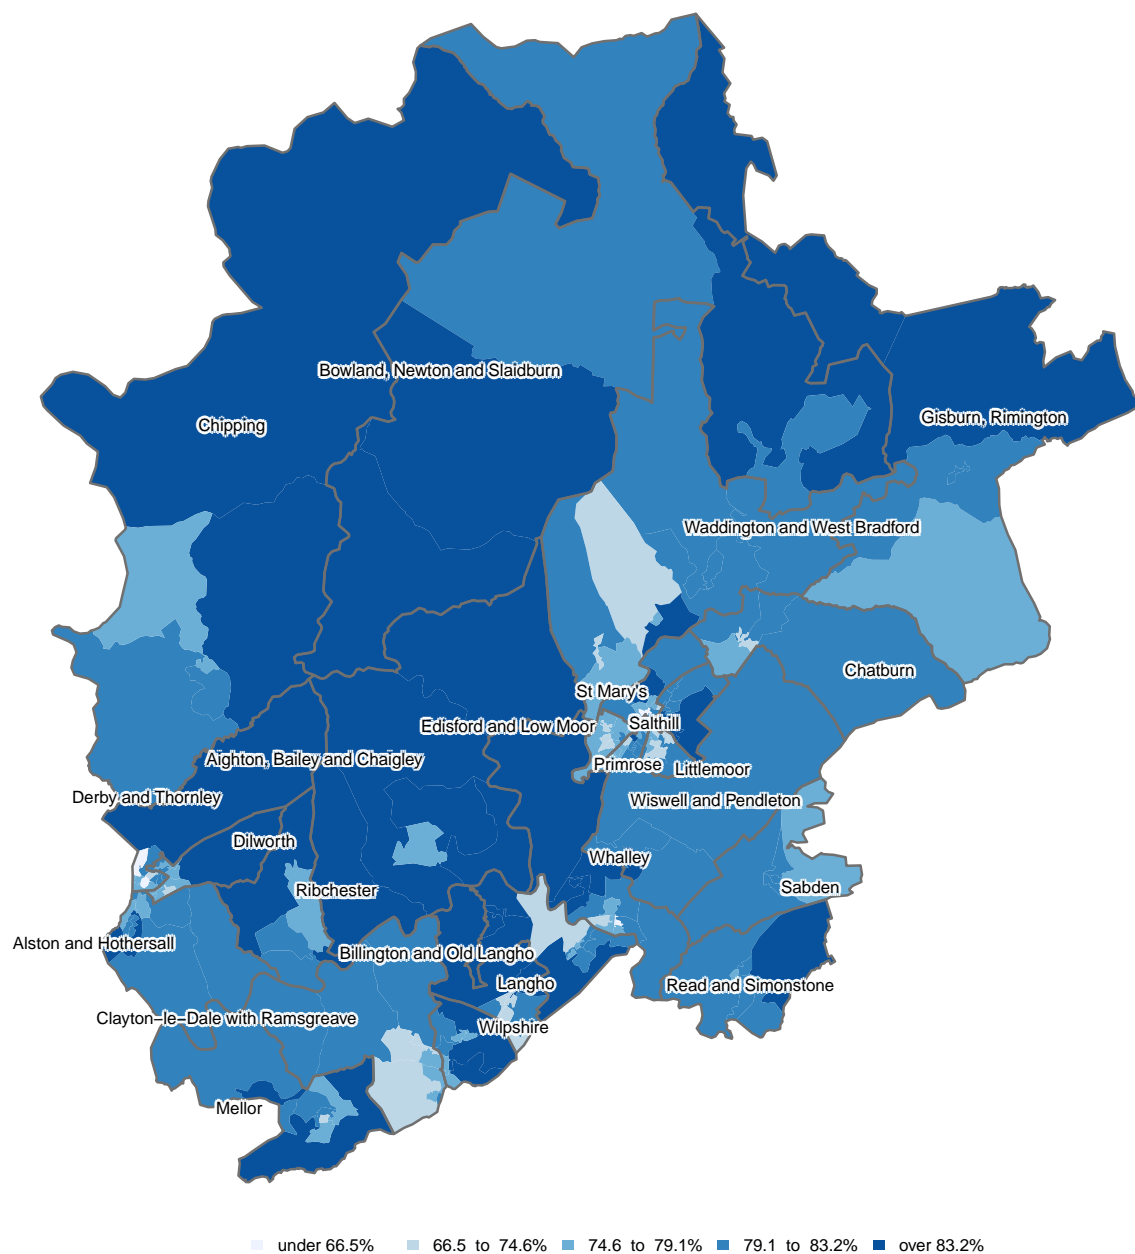 Bowland, Newton and Slaidburn
Chipping
Gisburn, Rimington
Waddington and West Bradford
Chatburn
St Mary's
Edisford and Low Moor
Salthill
Aighton, Bailey and Chaigley
Primrose
Littlemoor
Derby and Thornley
Wiswell and Pendleton
Dilworth
Whalley
Ribchester
Sabden
Alston and Hothersall
Billington and Old Langho
Langho
Read and Simonstone
Clayton−le−Dale with Ramsgreave
Wilpshire
Mellor
under 66.5% 66.5 to 74.6% 74.6 to 79.1% 79.1 to 83.2% over 83.2%